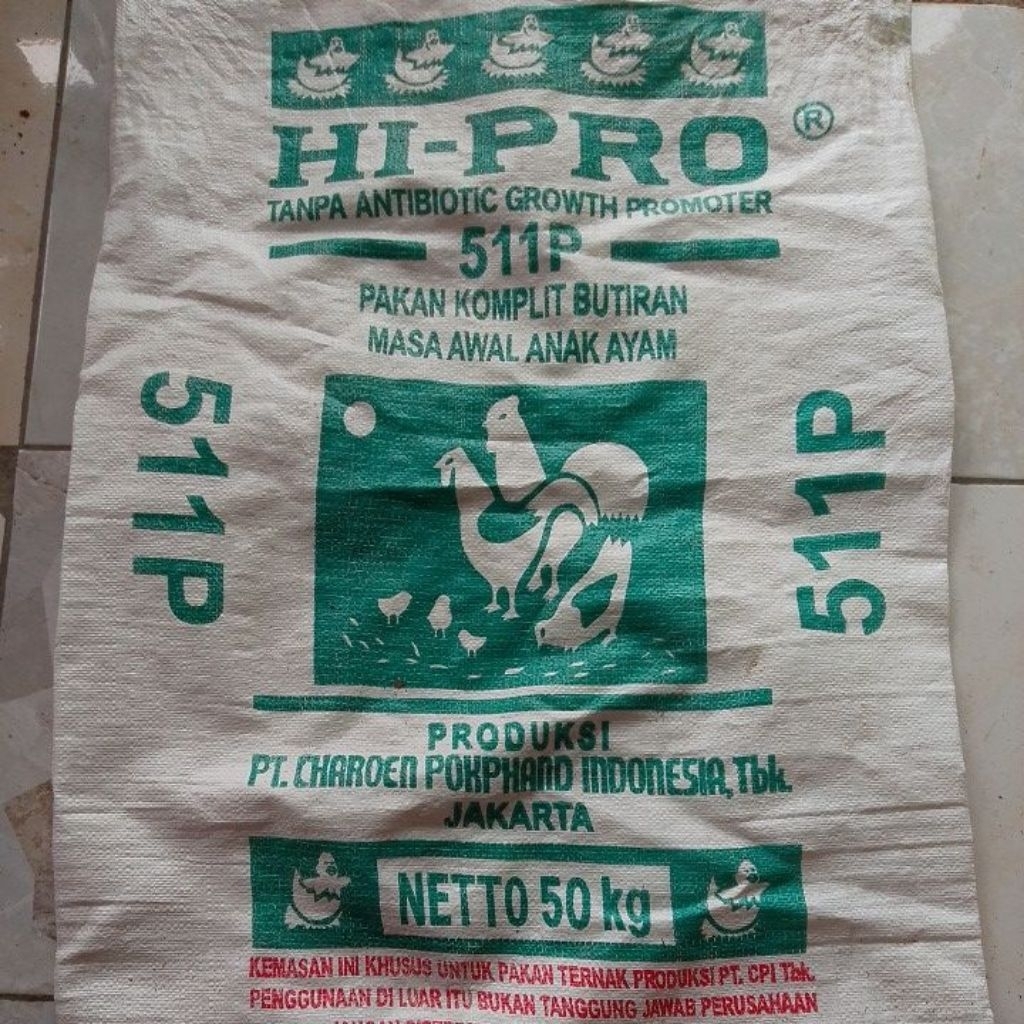 HI-PRO ®
TANPA ANTIBIOTIC GROWTH PROMOTER
511P
PAKAN KOMPLIT BUTIRAN
MASA AWAL ANAK AYAM
511P
511P
PRODUKSI
PT. CHAROEN POKPHAND INDONESIA, Tbk.
JAKARTA
NETTO 50 kg
KEMASAN INI KHUSUS UNTUK PAKAN TERNAK PRODUKSI PT. CPI Tbk.
PENGGUNAAN DI LUAR ITU BUKAN TANGGUNG JAWAB PERUSAHAAN